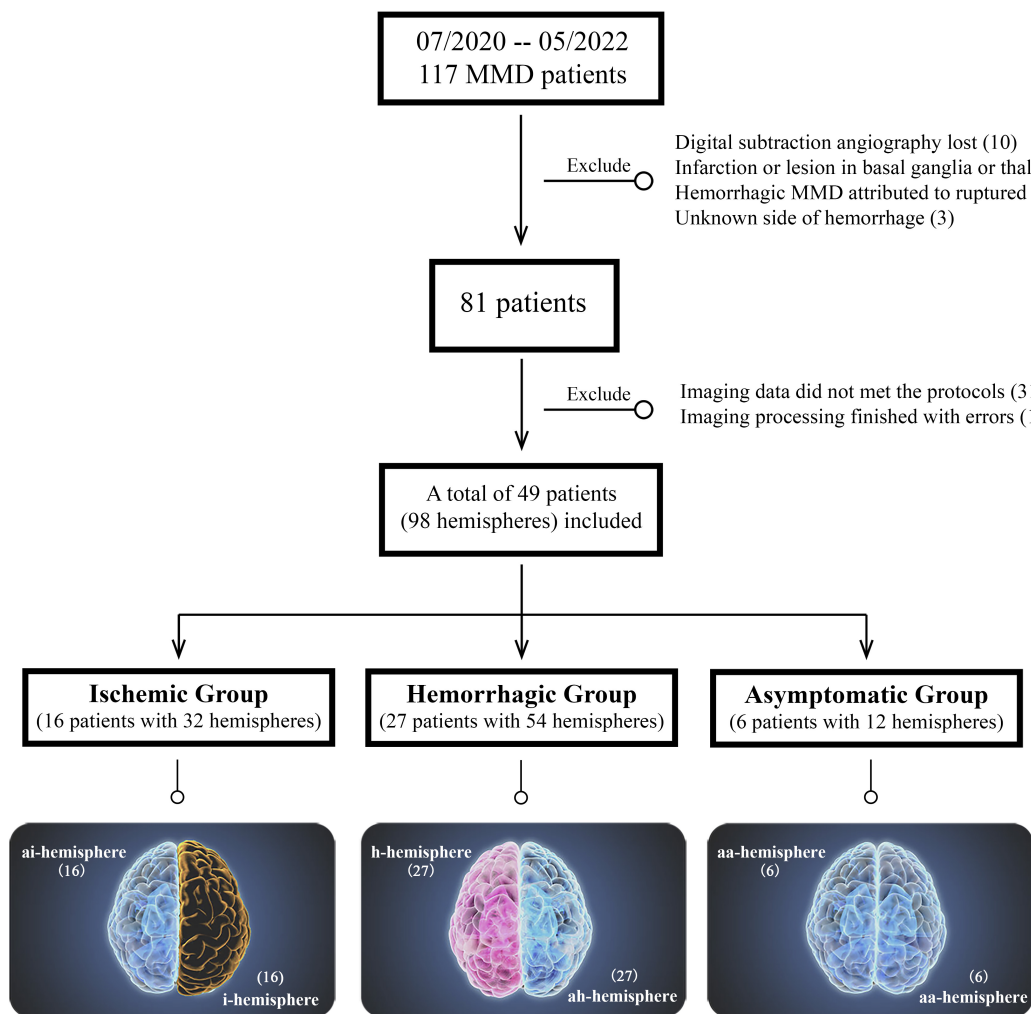 07/2020 -- 05/2022
117 MMD patients
Exclude
Digital subtraction angiography lost (10)
Infarction or lesion in basal ganglia or
Hemorrhagic MMD attributed to ruptured
Unknown side of hemorrhage (3)
81 patients
Exclude
Imaging data did not met the protocols (31
Imaging processing finished with errors (1
A total of 49 patients
(98 hemispheres) included
Ischemic Group
(16 patients with 32 hemispheres)
Hemorrhagic Group
(27 patients with 54 hemispheres)
Asymptomatic Group
(6 patients with 12 hemispheres)
ai-hemisphere
(16)
(16)
i-hemisphere
h-hemisphere
(27)
(27)
ah-hemisphere
aa-hemisphere
(6)
(6)
aa-hemisphere